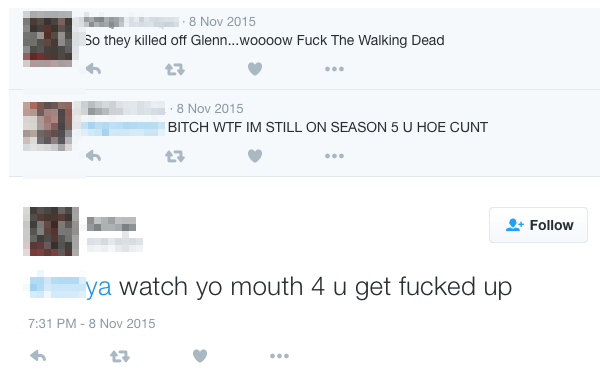 · 8 Nov 2015
So they killed off Glenn...woooow Fuck The Walking Dead
· 8 Nov 2015
BITCH WTF IM STILL ON SEASON 5 U HOE CUNT
Follow
ya watch yo mouth 4 u get fucked up
7:31 PM - 8 Nov 2015